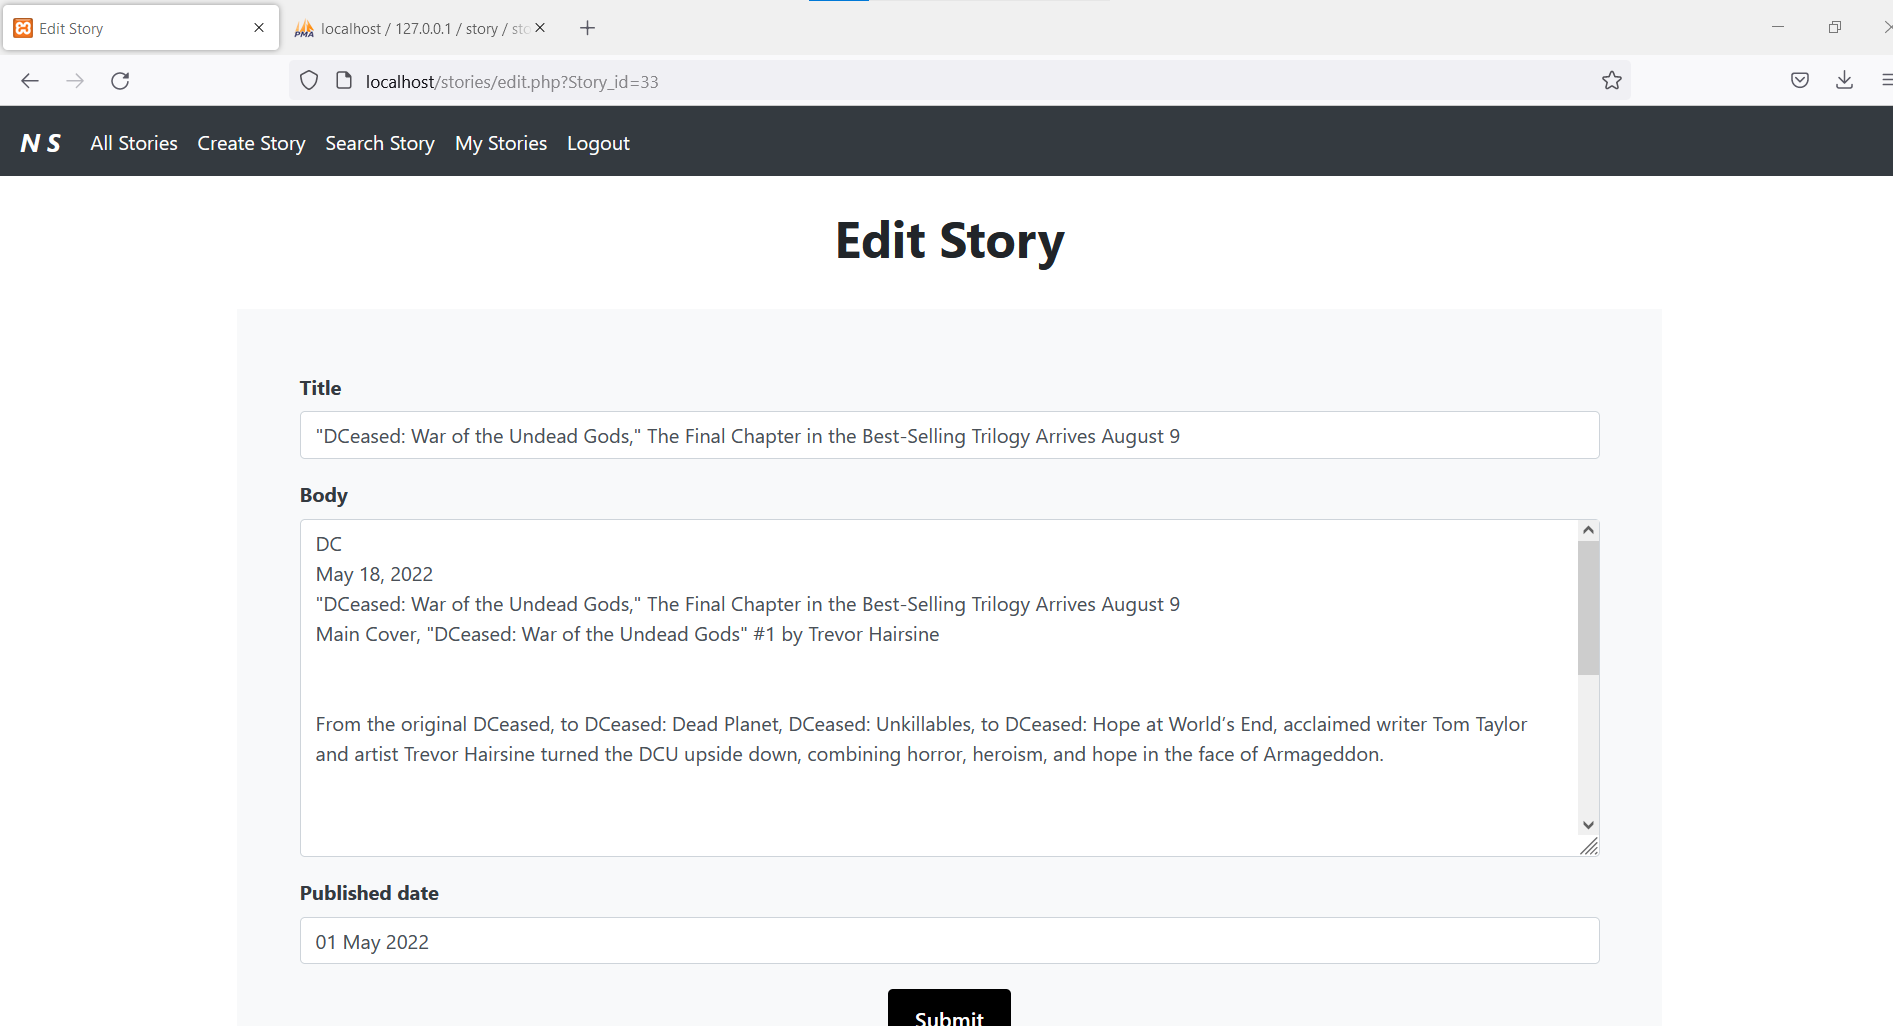 Edit Story
localhost / 127.0.0.1 / story / sto
localhost/stories/edit.php?Story_id=33
N S All Stories Create Story Search Story My Stories Logout
Edit Story
Title
"DCeased: War of the Undead Gods," The Final Chapter in the Best-Selling Trilogy Arrives August 9
Body
DC
May 18, 2022
"DCeased: War of the Undead Gods," The Final Chapter in the Best-Selling Trilogy Arrives August 9
Main Cover, "DCeased: War of the Undead Gods" #1 by Trevor Hairsine
From the original DCeased, to DCeased: Dead Planet, DCeased: Unkillables, to DCeased: Hope at World’s End, acclaimed writer Tom Taylor
and artist Trevor Hairsine turned the DCU upside down, combining horror, heroism, and hope in the face of Armageddon.
Published date
01 May 2022
Submit